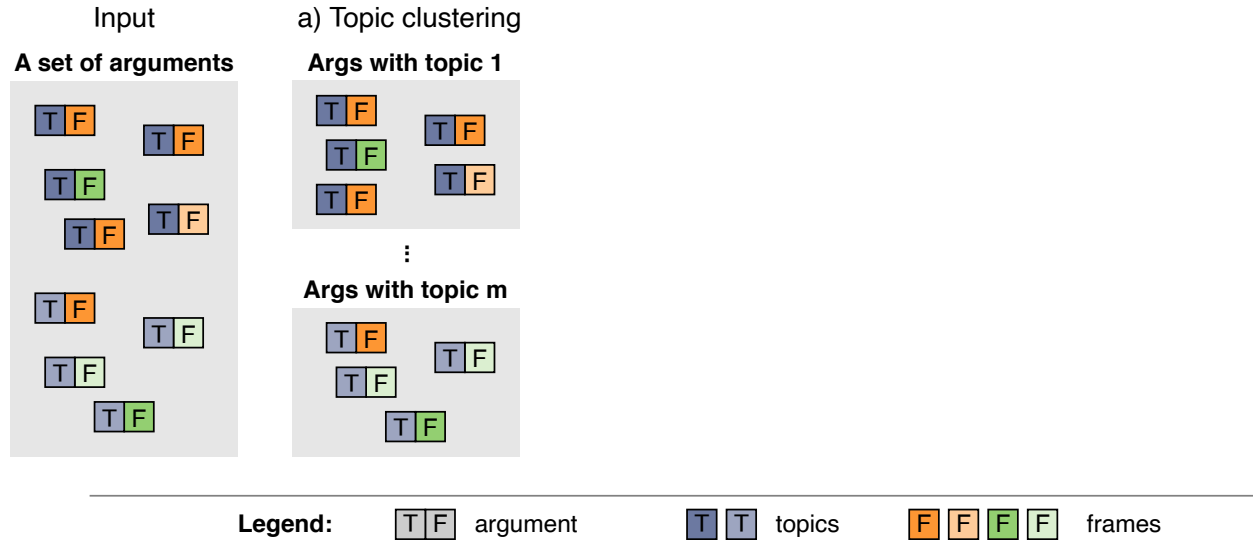 Input
a) Topic clustering
A set of arguments
Args with topic 1
T F
T F
T F
T F
T F
T F
T F
T F
T F
T F
T F
T F
T F
T F
⋮
Args with topic m
T F
T F
T F
T F
Legend:
T F argument
T T topics
F F F F frames